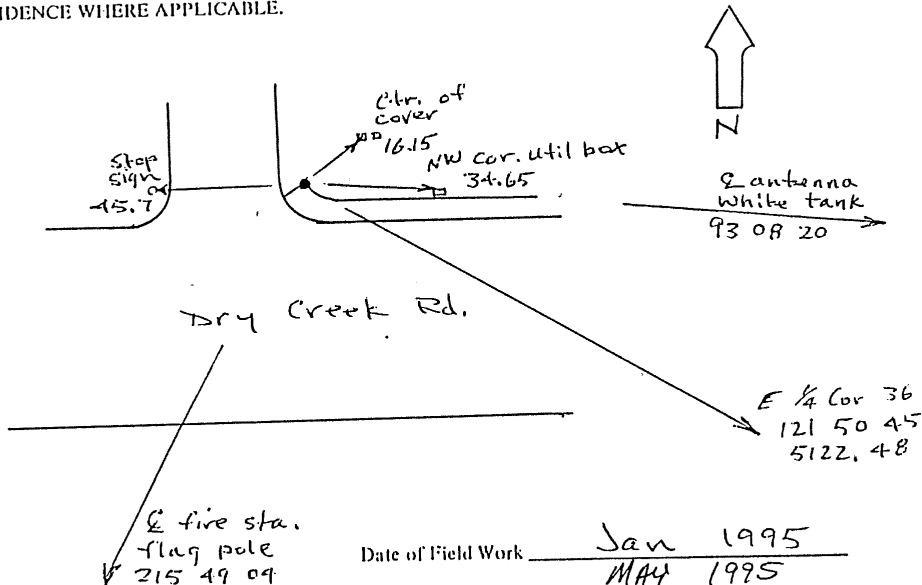 IDENCE WHERE APPLICABLE.
Ctr. of
cover
16.15
N
Stop
sign
45.7
NW cor. util box
34.65
℄ antenna
white tank
93 08 20
Dry Creek Rd.
E 1/4 Cor 36
121 50 45
5122.48
℄ fire sta.
flag pole
215 49 04
Date of Field Work Jan 1995
MAY 1995